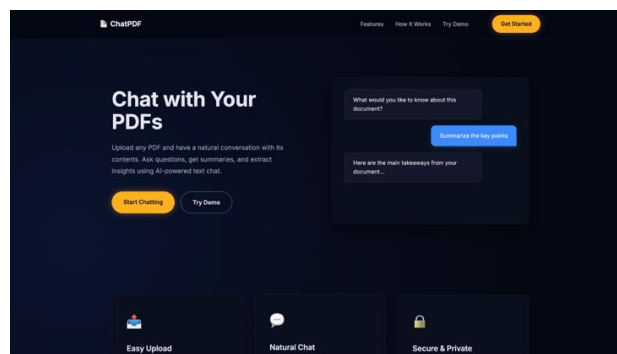 ChatPDF
Features How It Works Try Demo Get Started
Chat with Your
PDFs
Upload any PDF and have a natural conversation with its
contents. Ask questions, get summaries, and extract
insights using AI-powered text chat.
Start Chatting Try Demo
What would you like to know about this
document?
Summarize the key points
Here are the main takeaways from your
document...
Easy Upload
Natural Chat
Secure & Private